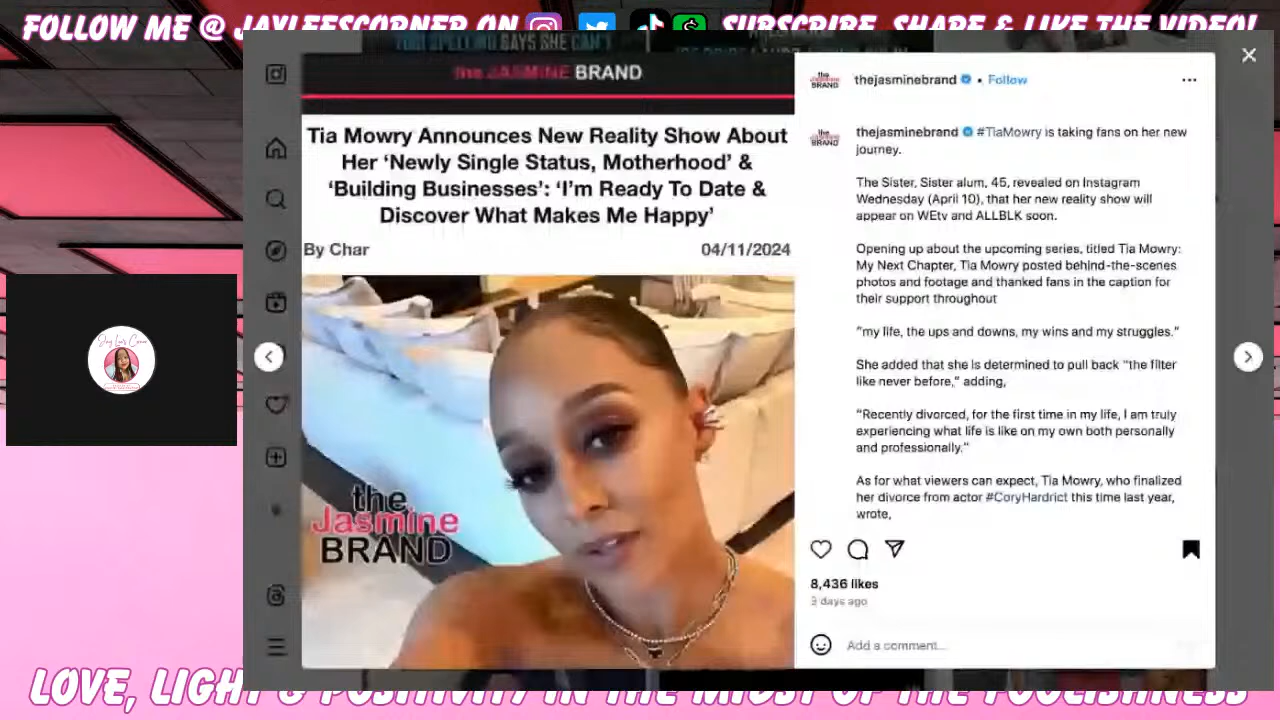 FOLLOW ME @ JAYLEESCORNER ON
SUBSCRIBE, SHARE & LIKE THE VIDEO!
the JASMINE BRAND
Tia Mowry Announces New Reality Show About
Her ‘Newly Single Status, Motherhood’ &
‘Building Businesses’: ‘I’m Ready To Date &
Discover What Makes Me Happy’
By Char
04/11/2024
the
Jasmine
BRAND
thejasminebrand • Follow
thejasminebrand #TiaMowry is taking fans on her new
journey.
The Sister, Sister alum, 45, revealed on Instagram
Wednesday (April 10), that her new reality show will
appear on WEtv and ALLBLK soon.
Opening up about the upcoming series, titled Tia Mowry:
My Next Chapter, Tia Mowry posted behind-the-scenes
photos and footage and thanked fans in the caption for
their support throughout
“my life, the ups and downs, my wins and my struggles.”
She added that she is determined to pull back “the filter
like never before,” adding,
“Recently divorced, for the first time in my life, I am truly
experiencing what life is like on my own both personally
and professionally.”
As for what viewers can expect, Tia Mowry, who finalized
her divorce from actor #CoryHardrict this time last year,
wrote,
8,436 likes
3 days ago
Add a comment...
LOVE, LIGHT & POSITIVITY IN THE MIDST OF THE FOOLISHNESS